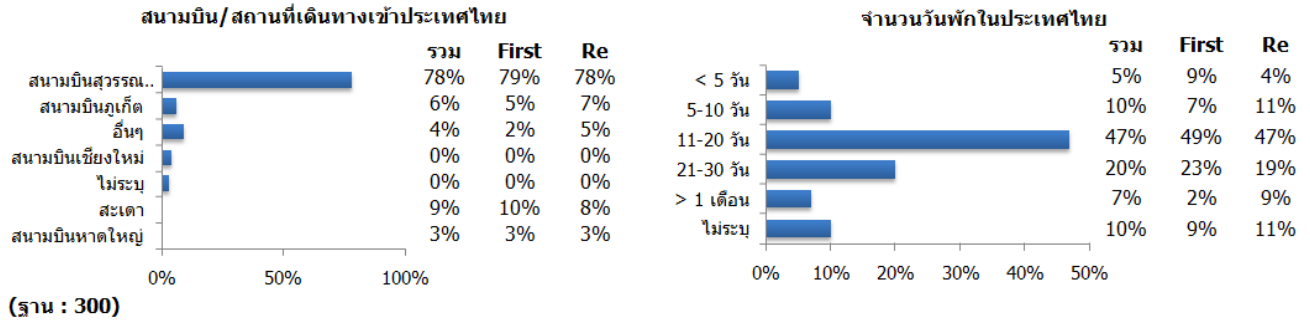 สนามบิน/สถานที่เดินทางเข้าประเทศไทย
รวม First Re
สนามบินสุวรรณ.. 78% 79% 78%
สนามบินภูเก็ต 6% 5% 7%
อื่นๆ 4% 2% 5%
สนามบินเชียงใหม่ 0% 0% 0%
ไม่ระบุ 0% 0% 0%
สะเดา 9% 10% 8%
สนามบินหาดใหญ่ 3% 3% 3%
0% 50% 100%
(ฐาน : 300)
จำนวนวันพักในประเทศไทย
รวม First Re
< 5 วัน 5% 9% 4%
5-10 วัน 10% 7% 11%
11-20 วัน 47% 49% 47%
21-30 วัน 20% 23% 19%
> 1 เดือน 7% 2% 9%
ไม่ระบุ 10% 9% 11%
0% 10% 20% 30% 40% 50%